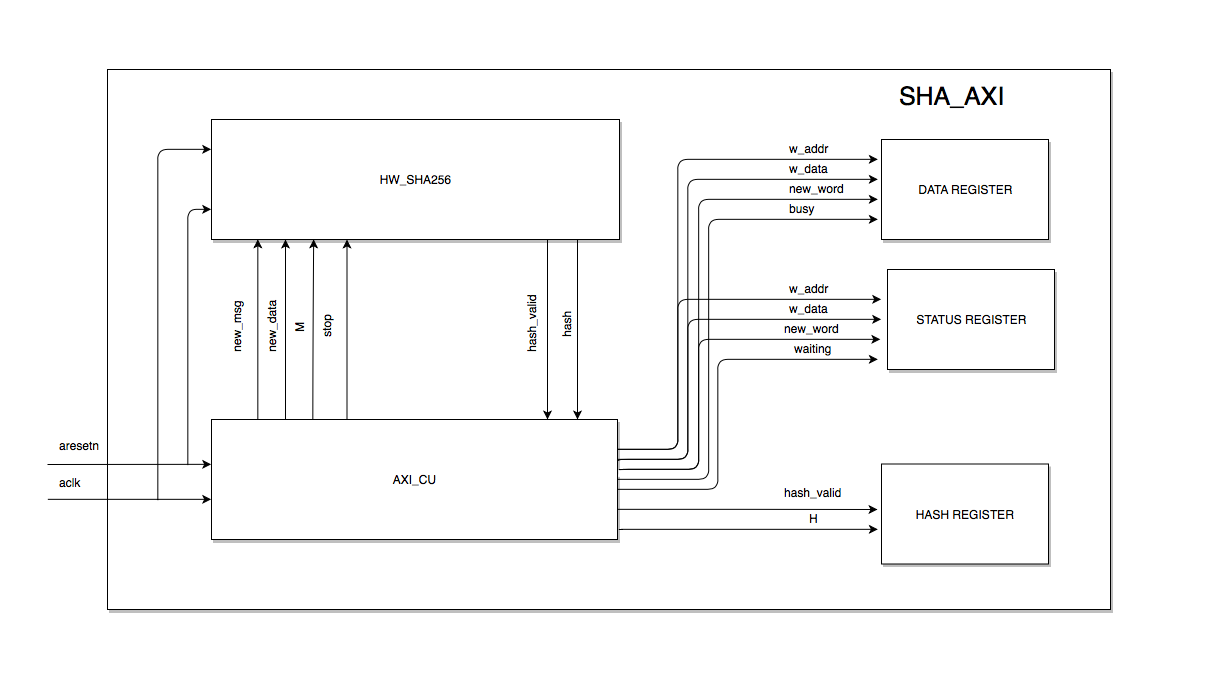 SHA_AXI
HW_SHA256
w_addr
w_data
new_word
busy
DATA REGISTER
new_msg
new_data
M
stop
hash_valid
hash
w_addr
w_data
new_word
waiting
STATUS REGISTER
aresetn
aclk
AXI_CU
hash_valid
H
HASH REGISTER